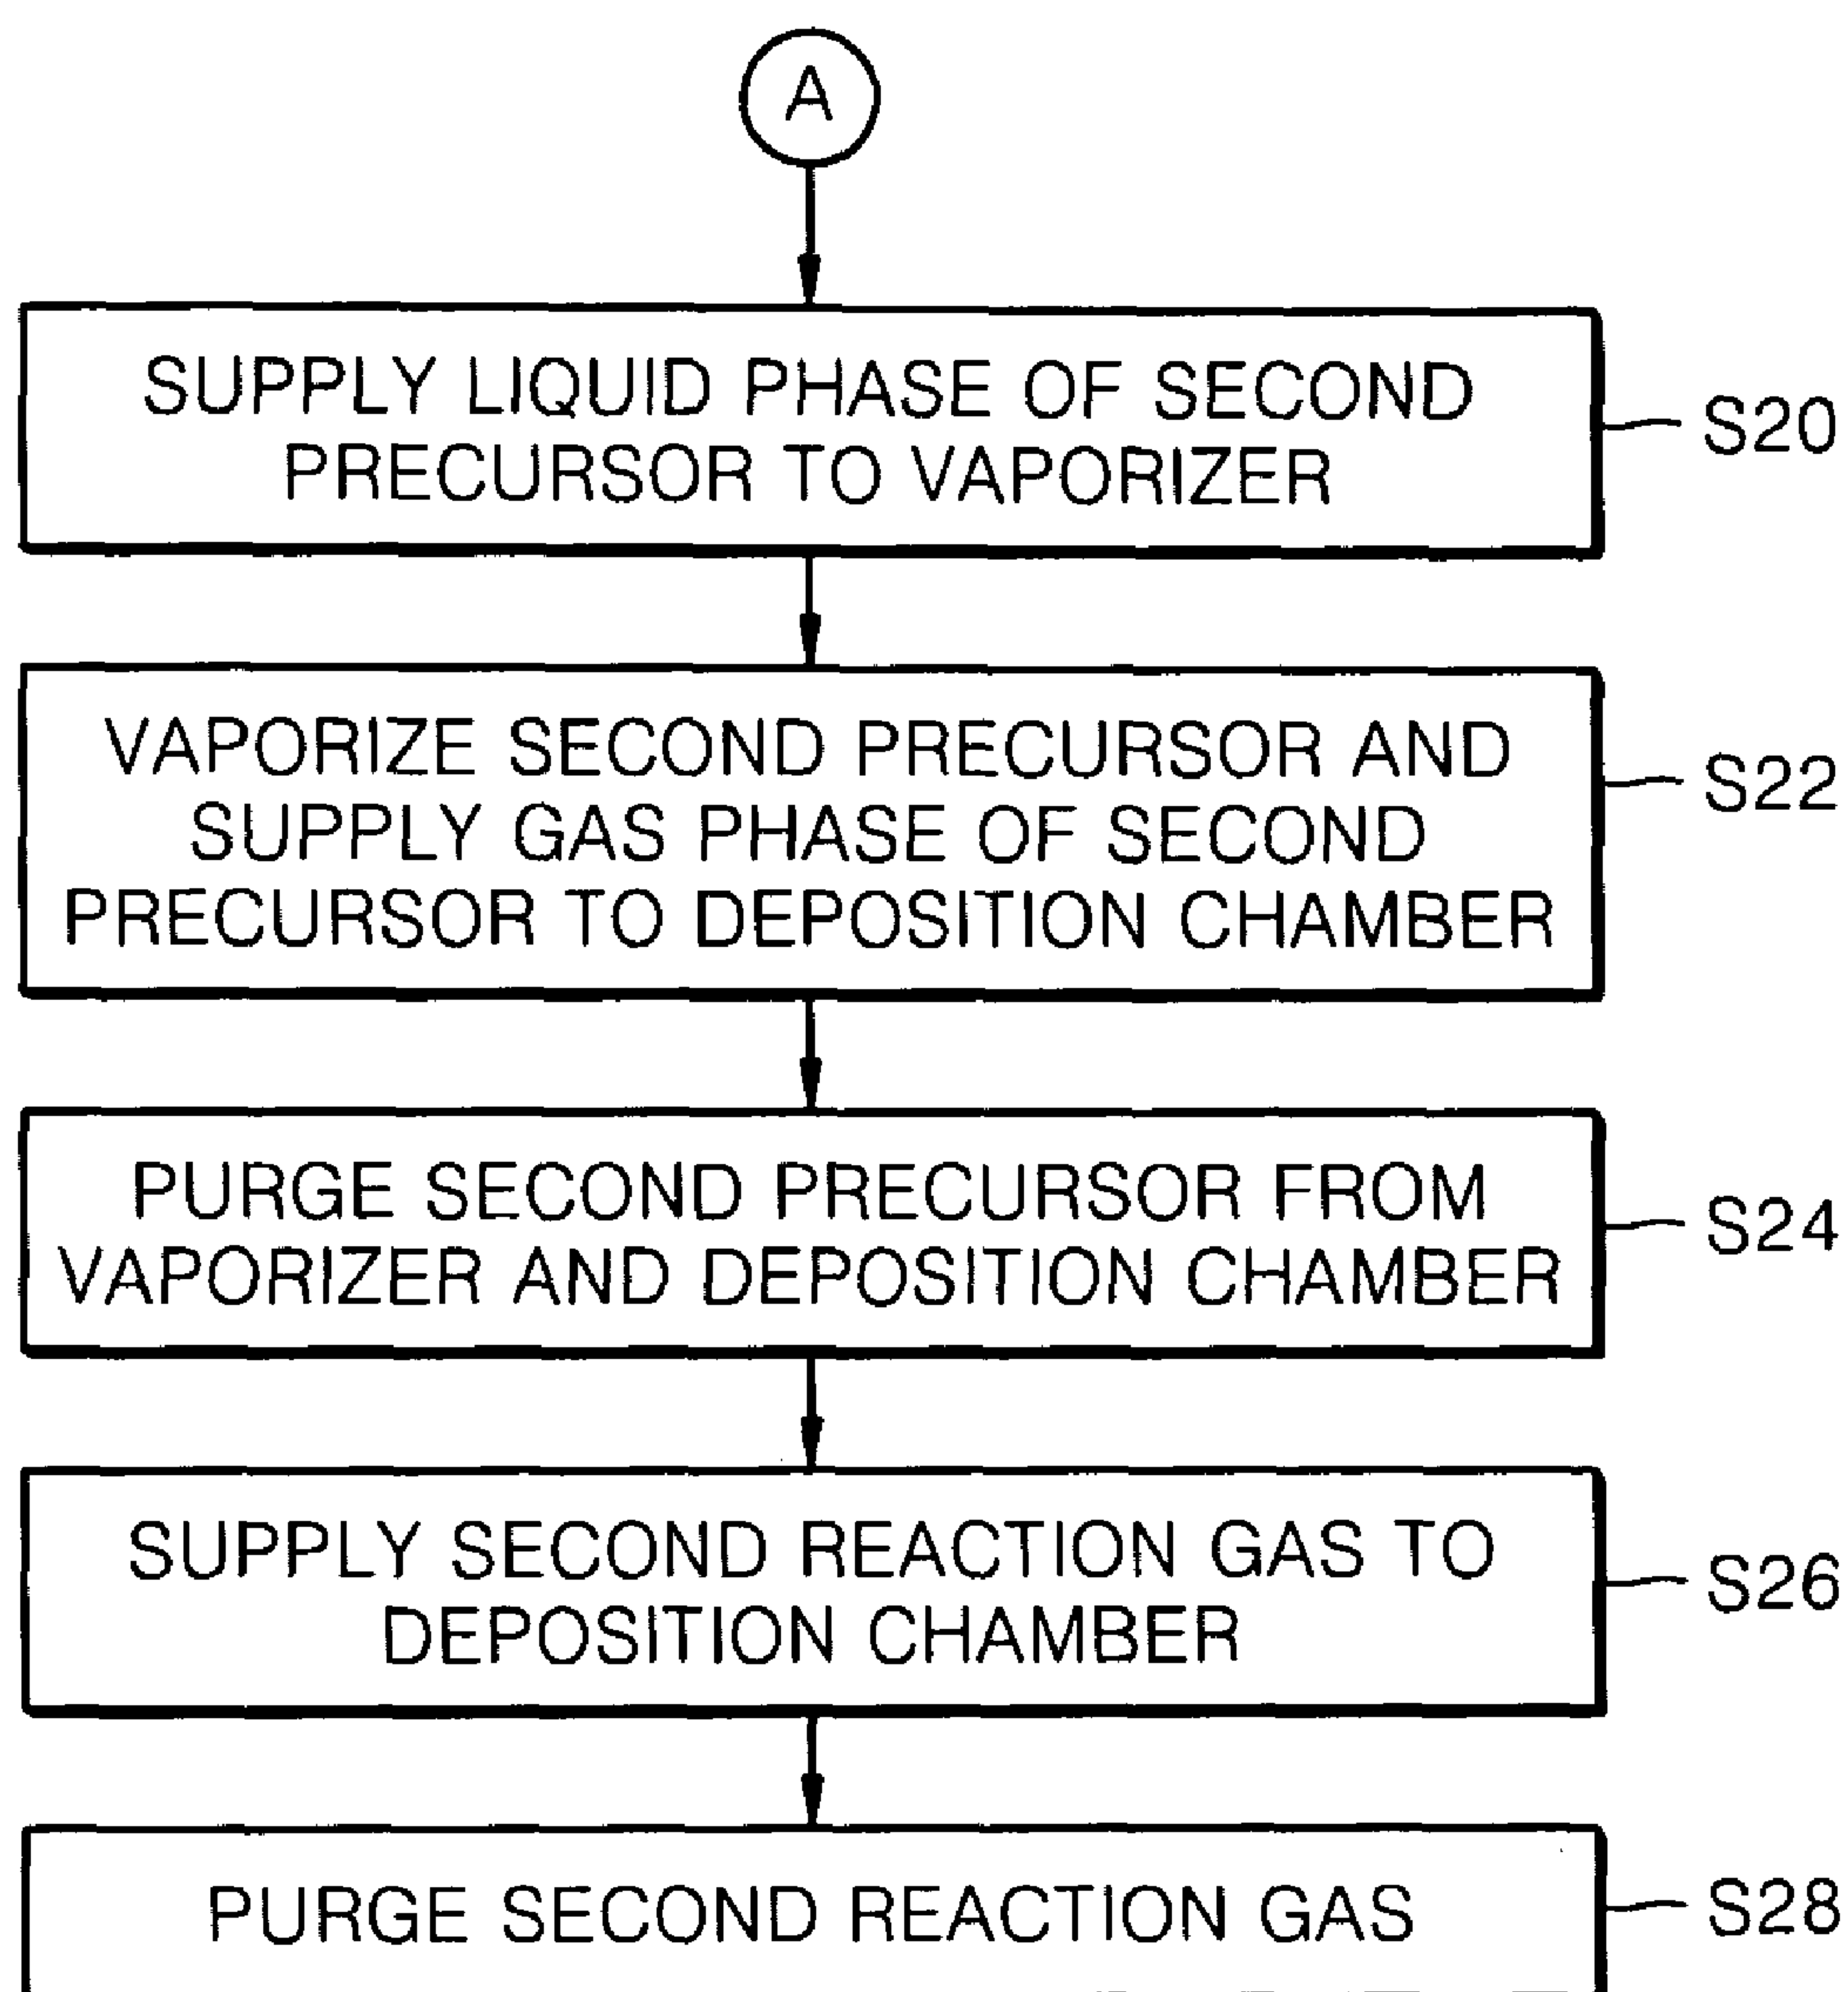 A
SUPPLY LIQUID PHASE OF SECOND
PRECURSOR TO VAPORIZER
S20
VAPORIZE SECOND PRECURSOR AND
SUPPLY GAS PHASE OF SECOND
PRECURSOR TO DEPOSITION CHAMBER
S22
PURGE SECOND PRECURSOR FROM
VAPORIZER AND DEPOSITION CHAMBER
S24
SUPPLY SECOND REACTION GAS TO
DEPOSITION CHAMBER
S26
PURGE SECOND REACTION GAS
S28